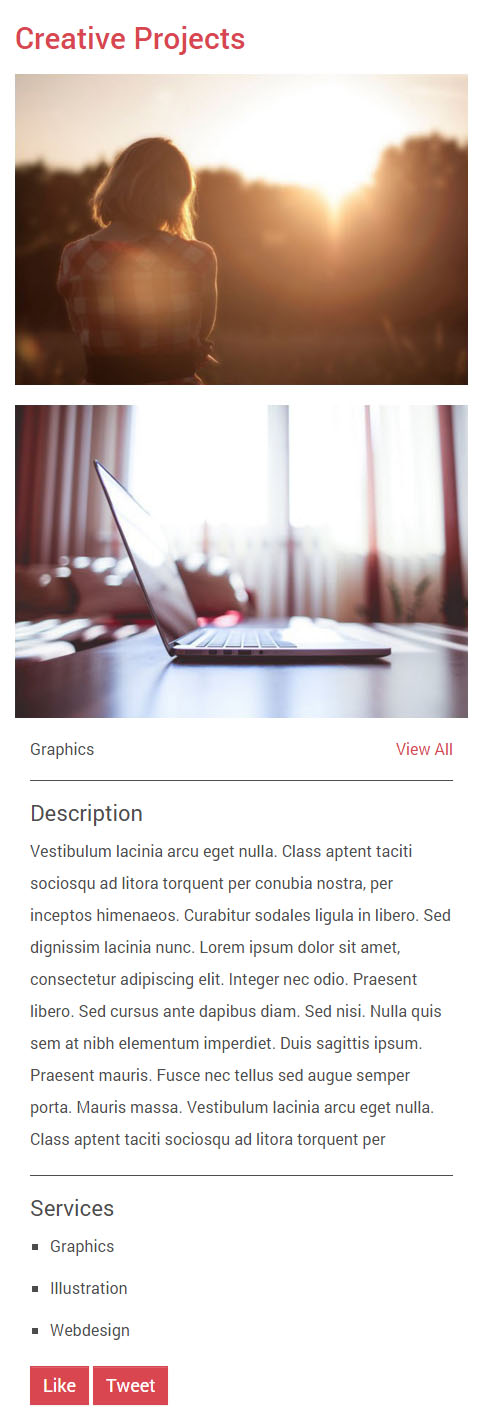 Creative Projects
Graphics View All
Description
Vestibulum lacinia arcu eget nulla. Class aptent taciti
sociosqu ad litora torquent per conubia nostra, per
inceptos himenaeos. Curabitur sodales ligula in libero. Sed
dignissim lacinia nunc. Lorem ipsum dolor sit amet,
consectetur adipiscing elit. Integer nec odio. Praesent
libero. Sed cursus ante dapibus diam. Sed nisi. Nulla quis
sem at nibh elementum imperdiet. Duis sagittis ipsum.
Praesent mauris. Fusce nec tellus sed augue semper
porta. Mauris massa. Vestibulum lacinia arcu eget nulla.
Class aptent taciti sociosqu ad litora torquent per
Services
Graphics
Illustration
Webdesign
Like Tweet